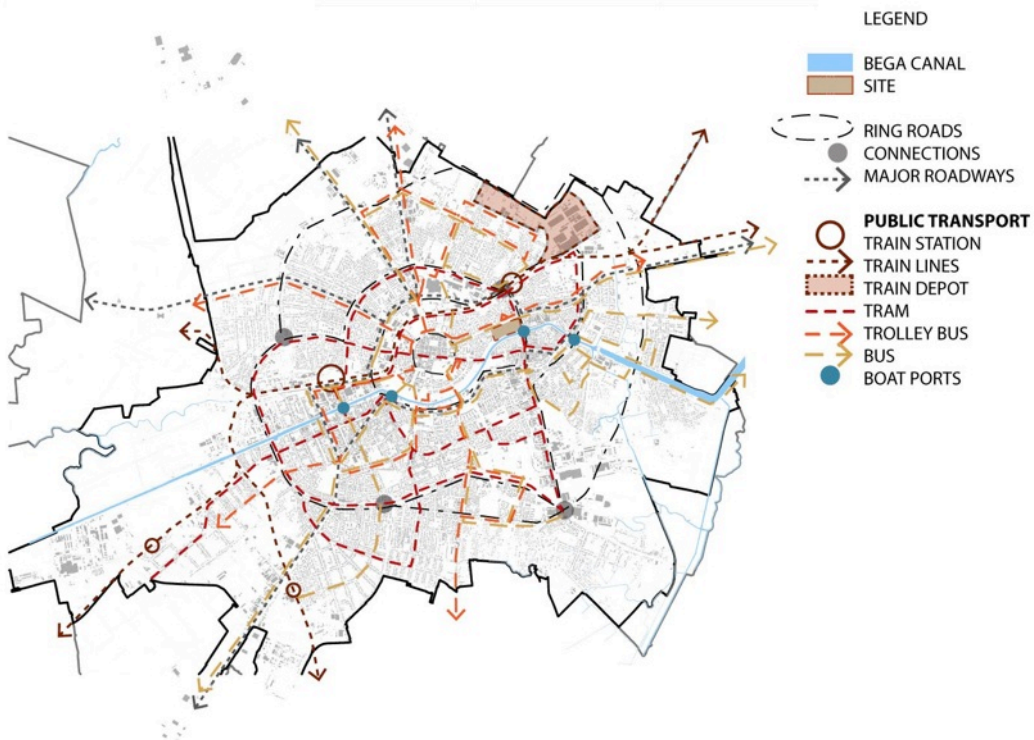 LEGEND
BEGA CANAL
SITE
RING ROADS
CONNECTIONS
MAJOR ROADWAYS
PUBLIC TRANSPORT
TRAIN STATION
TRAIN LINES
TRAIN DEPOT
TRAM
TROLLEY BUS
BUS
BOAT PORTS